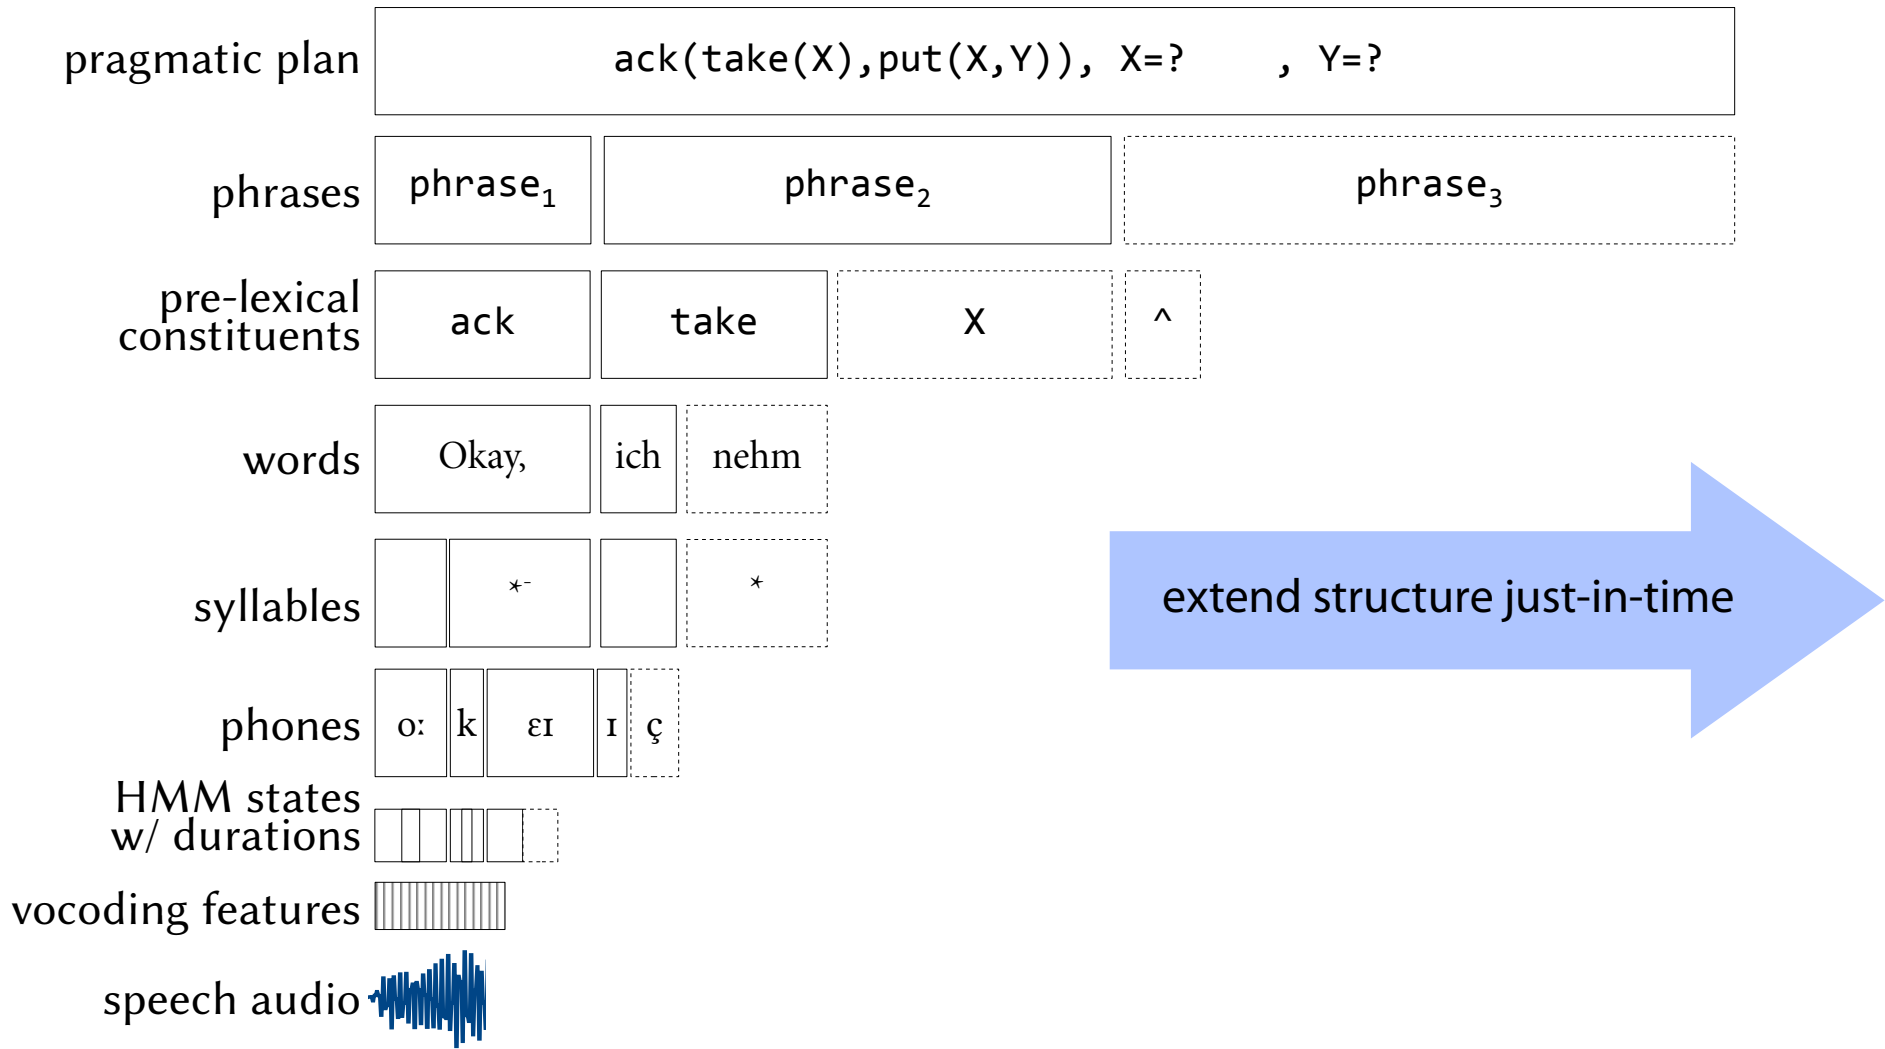 pragmatic plan ack(take(X),put(X,Y)), X=? , Y=?
phrases phrase₁ phrase₂ phrase₃
pre-lexical
constituents ack take X ^
words Okay, ich nehm
syllables *- *
phones oː k ɛɪ ɪ ç
HMM states
w/ durations
vocoding features
speech audio
extend structure just-in-time